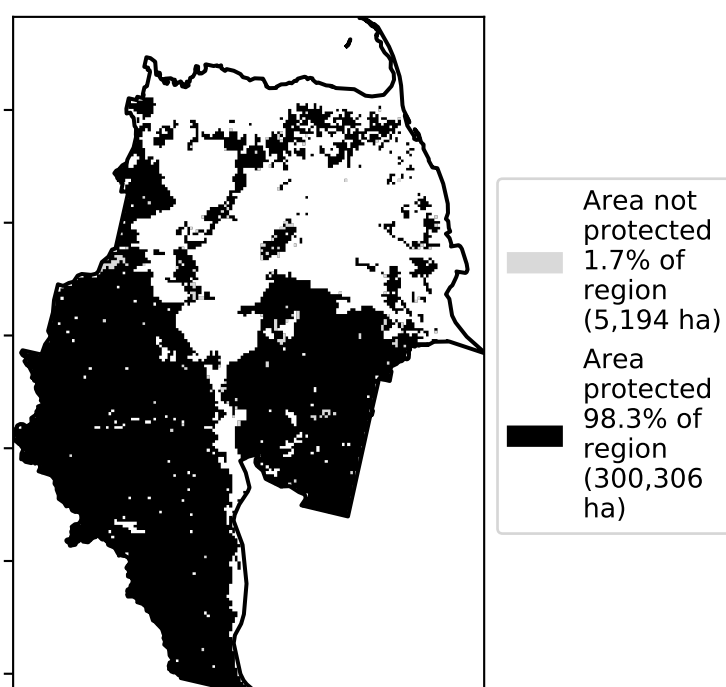 Area not
protected
1.7% of
region
(5,194 ha)
Area
protected
98.3% of
region
(300,306
ha)